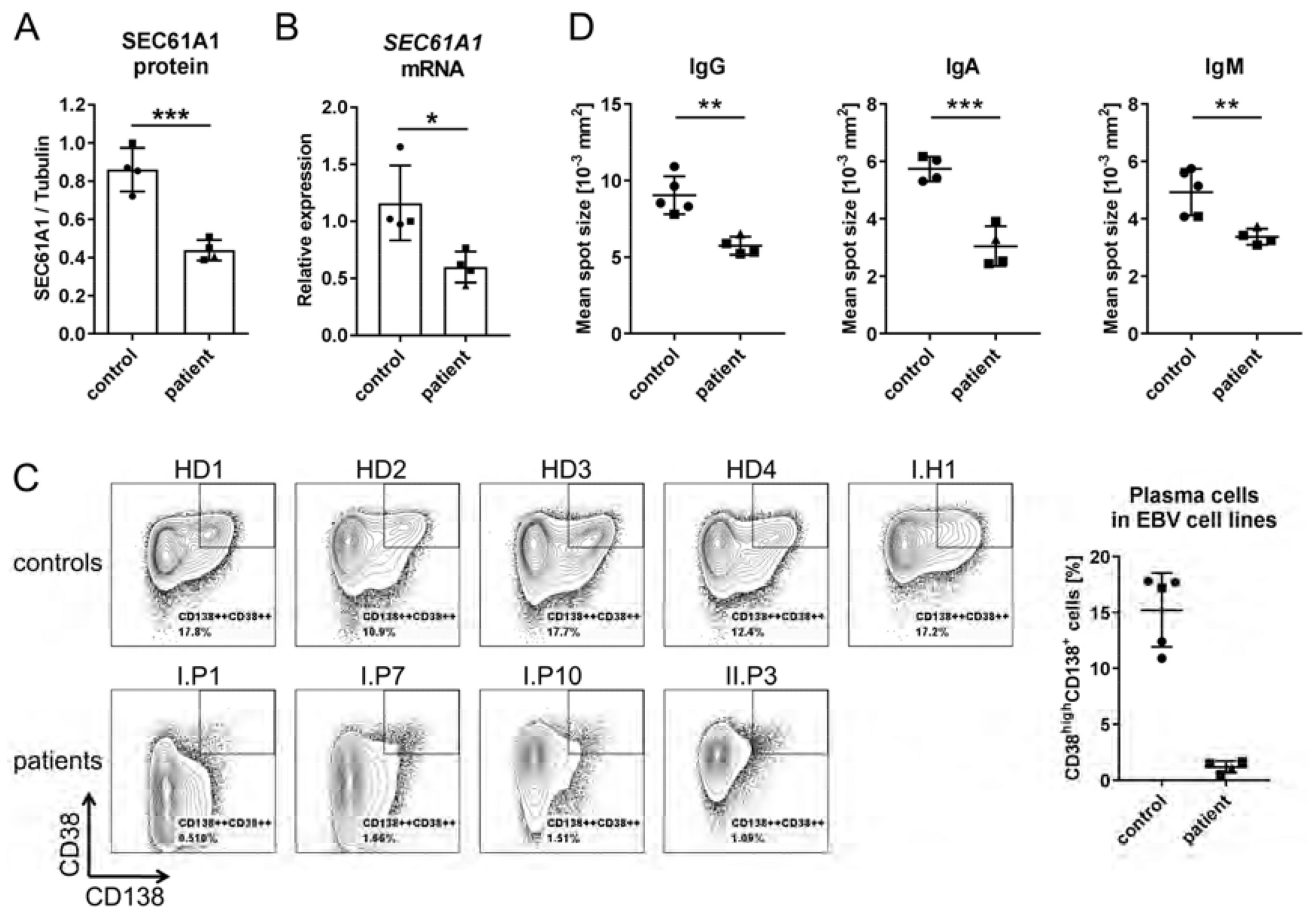 A
SEC61A1
protein
***
SEC61A1 / Tubulin
1.2
1.0
0.8
0.6
0.4
0.2
0.0
control
patient
B
SEC61A1
mRNA
*
Relative expression
2.0
1.5
1.0
0.5
0.0
control
patient
D
IgG
**
Mean spot size [10⁻³ mm²]
15
10
5
0
control
patient
IgA
***
Mean spot size [10⁻³ mm²]
8
6
4
2
0
control
patient
IgM
**
Mean spot size [10⁻³ mm²]
8
6
4
2
0
control
patient
C
controls
HD1
CD138++CD38++
17.8%
HD2
CD138++CD38++
10.9%
HD3
CD138++CD38++
17.7%
HD4
CD138++CD38++
12.4%
I.H1
CD138++CD38++
17.2%
patients
I.P1
CD138++CD38++
0.510%
I.P7
CD138++CD38++
1.66%
I.P10
CD138++CD38++
1.51%
II.P3
CD138++CD38++
1.09%
CD38
CD138
Plasma cells
in EBV cell lines
CD38ʰⁱᵍʰCD138⁺ cells [%]
20
15
10
5
0
control
patient